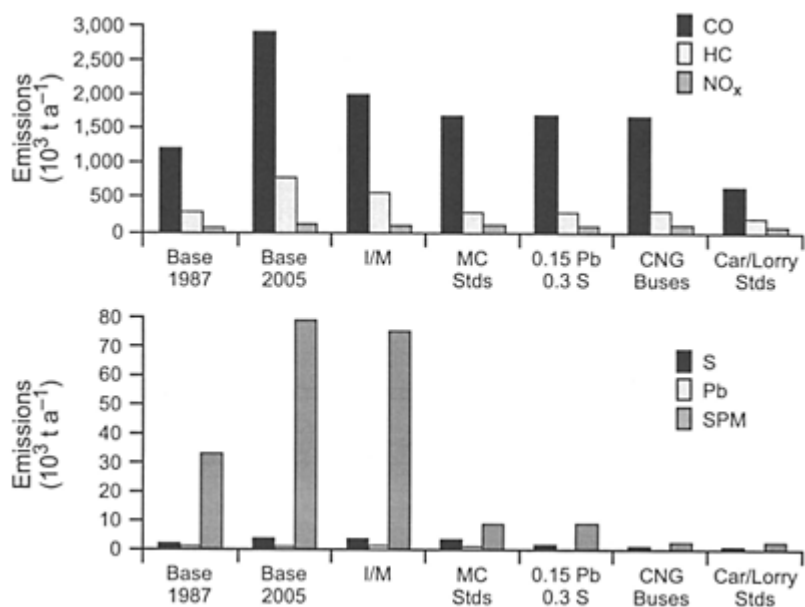 3,000
2,500
2,000
1,500
1,000
500
0
Emissions
(10³ t a⁻¹)
CO
HC
NOₓ
Base 1987
Base 2005
I/M
MC Stds
0.15 Pb 0.3 S
CNG Buses
Car/Lorry Stds
80
70
60
50
40
30
20
10
0
Emissions
(10³ t a⁻¹)
S
Pb
SPM
Base 1987
Base 2005
I/M
MC Stds
0.15 Pb 0.3 S
CNG Buses
Car/Lorry Stds